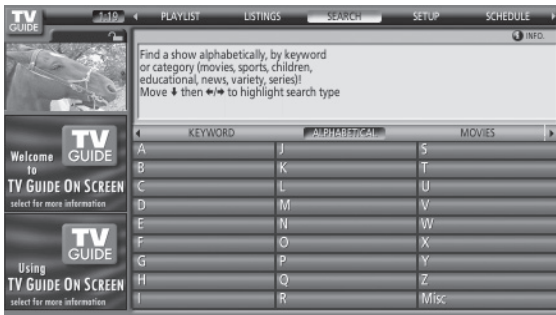 TV
GUIDE
1:19
PLAYLIST LISTINGS SEARCH SETUP SCHEDULE
INFO.
Find a show alphabetically, by keyword
or category (movies, sports, children,
educational, news, variety, series)!
Move ↓ then ←/→ to highlight search type
KEYWORD ALPHABETICAL MOVIES
TV
GUIDE
Welcome
to
TV GUIDE ON SCREEN
select for more information
TV
GUIDE
Using
TV GUIDE ON SCREEN
select for more information
A J S
B K T
C L U
D M V
E N W
F O X
G P Y
H Q Z
I R Misc